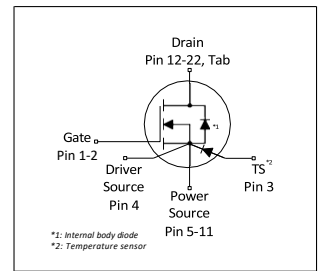 Drain
Pin 12-22, Tab
*1
Gate
Pin 1-2
Driver
Source
Pin 4
Power
Source
Pin 5-11
TS*2
Pin 3
*1: Internal body diode
*2: Temperature sensor